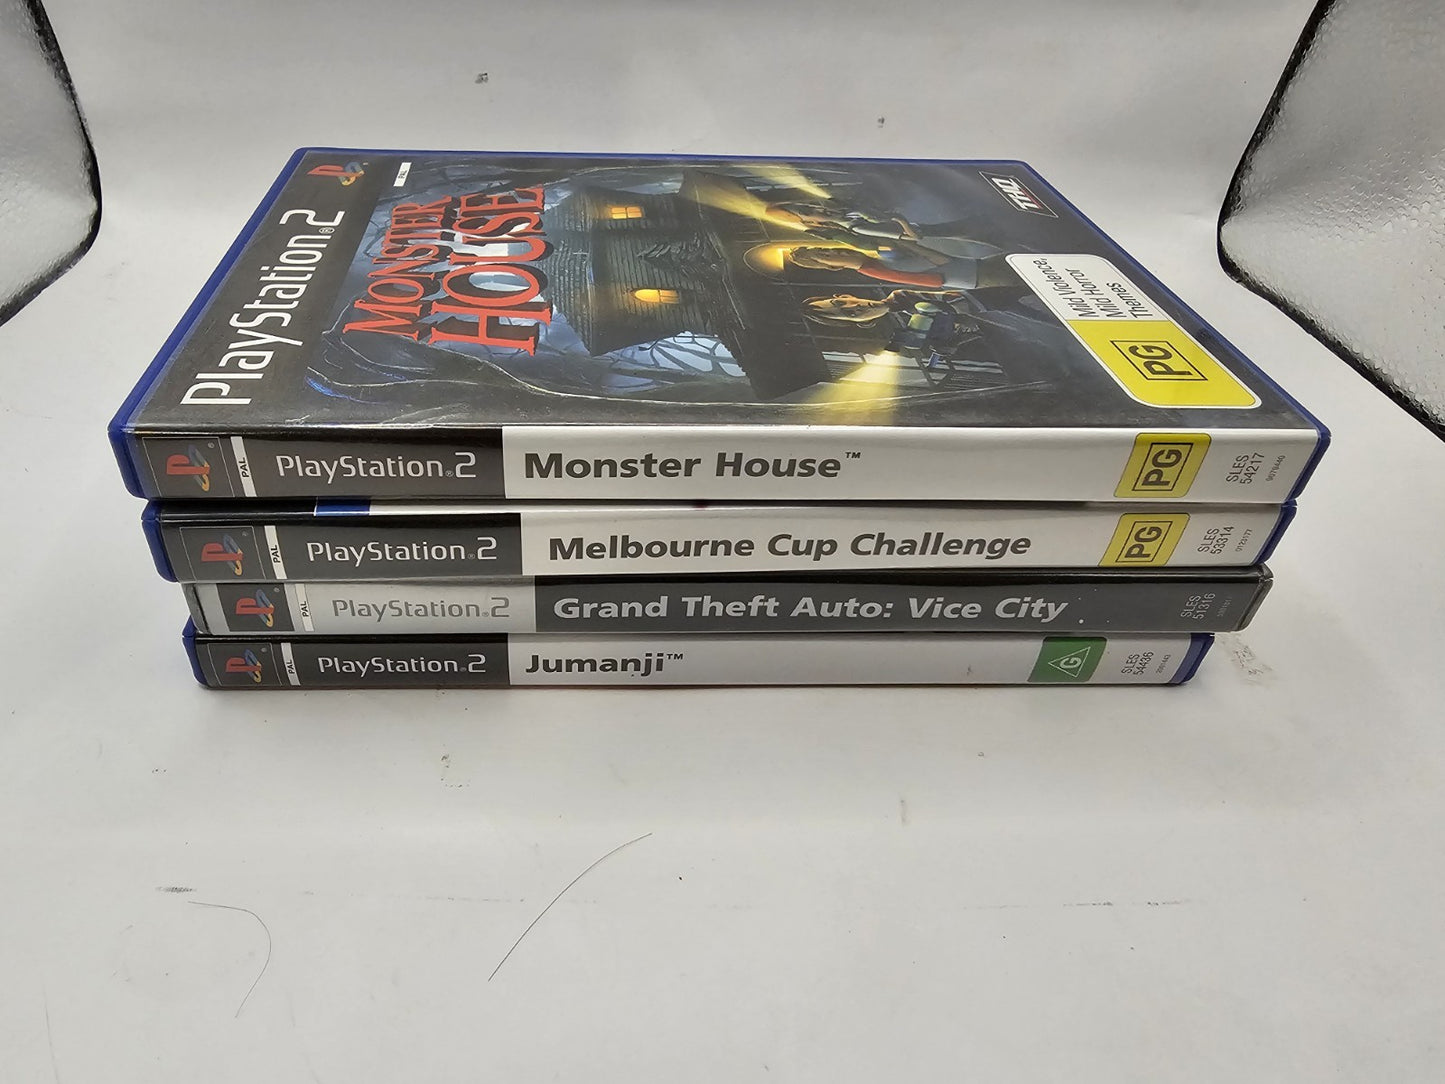 PlayStation®2
PAL
MONSTER
HOUSE
THQ
Mild Violence,
Mild Horror
Themes
PG
PAL
PlayStation®2
Monster House™
PG
SLES
54217
PAL
PlayStation®2
Melbourne Cup Challenge
PG
SLES
53314
0123177
PAL
PlayStation®2
Grand Theft Auto: Vice City
SLES
51316
PAL
PlayStation®2
Jumanji™
G
SLES
54436